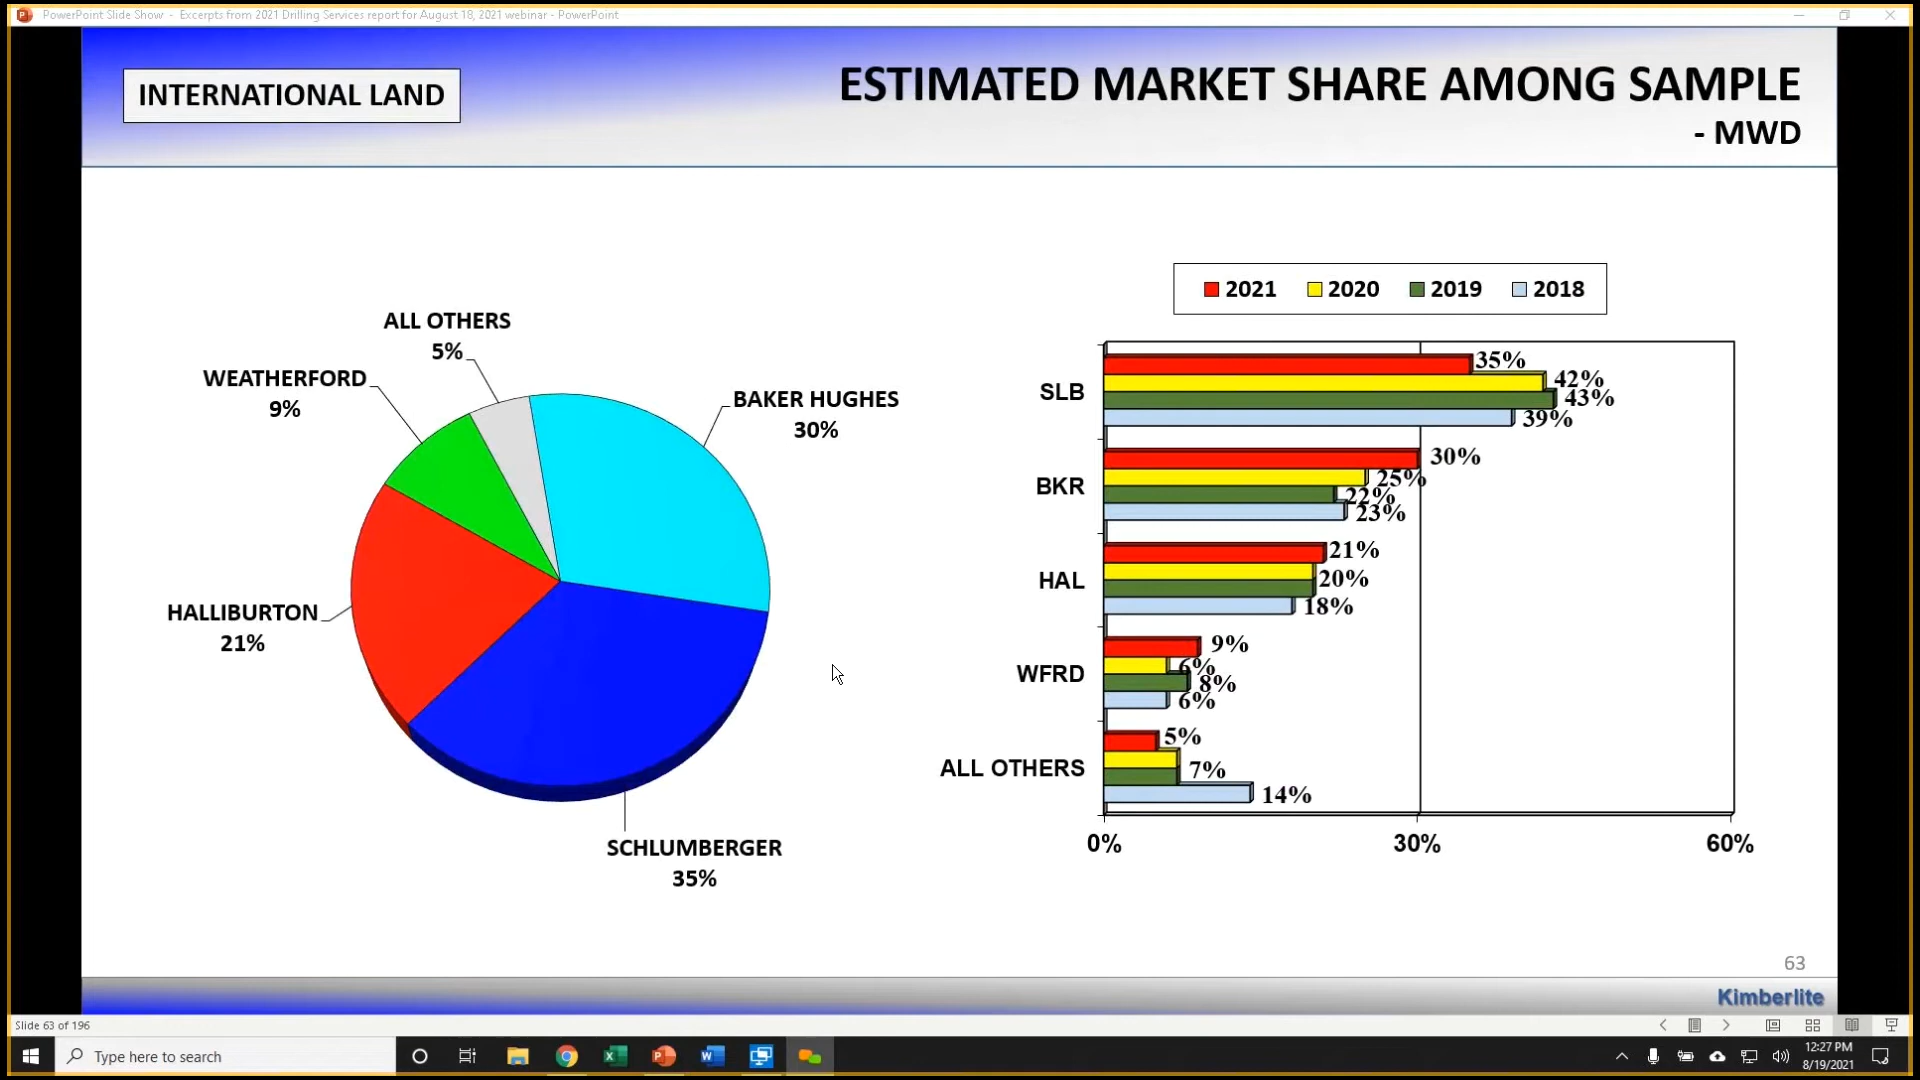 PowerPoint Slide Show - Excerpts from 2021 Drilling Services report for August 18, 2021 webinar - PowerPoint
INTERNATIONAL LAND
ESTIMATED MARKET SHARE AMONG SAMPLE
- MWD
ALL OTHERS
5%
WEATHERFORD
9%
BAKER HUGHES
30%
HALLIBURTON
21%
SCHLUMBERGER
35%
2021 2020 2019 2018
SLB
35%
42%
43%
39%
BKR
30%
25%
22%
23%
HAL
21%
20%
18%
WFRD
9%
6%
8%
6%
ALL OTHERS
5%
7%
14%
0% 30% 60%
63
Kimberlite
Slide 63 of 196
Type here to search
12:27 PM
8/19/2021